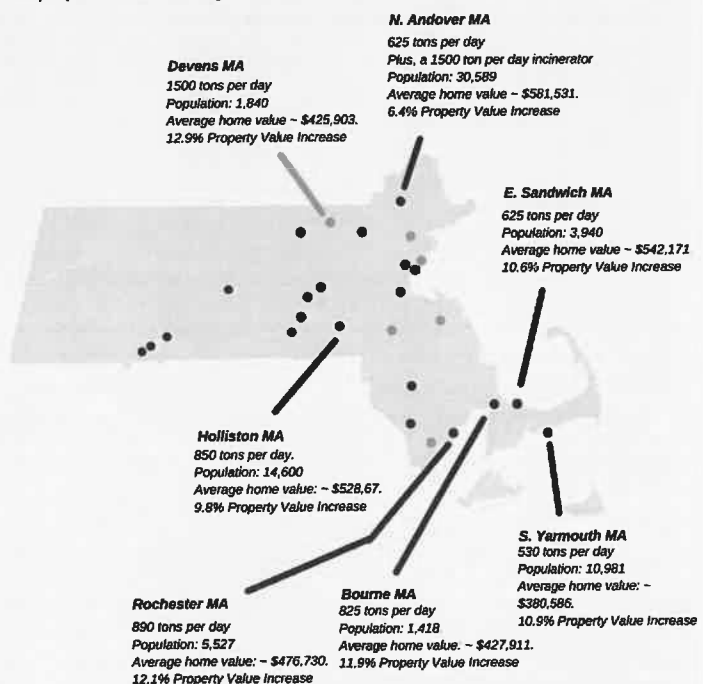 N. Andover MA
625 tons per day
Plus, a 1500 ton per day incinerator
Population: 30,589
Average home value ~ $581,531.
6.4% Property Value Increase
Devens MA
1500 tons per day
Population: 1,840
Average home value ~ $425,903.
12.9% Property Value Increase
E. Sandwich MA
625 tons per day
Population: 3,940
Average home value ~ $542,171
10.6% Property Value Increase
Holliston MA
850 tons per day.
Population: 14,600
Average home value: ~ $528,67.
9.8% Property Value Increase
S. Yarmouth MA
530 tons per day
Population: 10,981
Average home value: ~
$380,586.
10.9% Property Value Increase
Rochester MA
890 tons per day
Population: 5,527
Average home value: ~ $476,730.
12.1% Property Value Increase
Bourne MA
825 tons per day
Population: 1,418
Average home value. ~ $427,911.
11.9% Property Value Increase